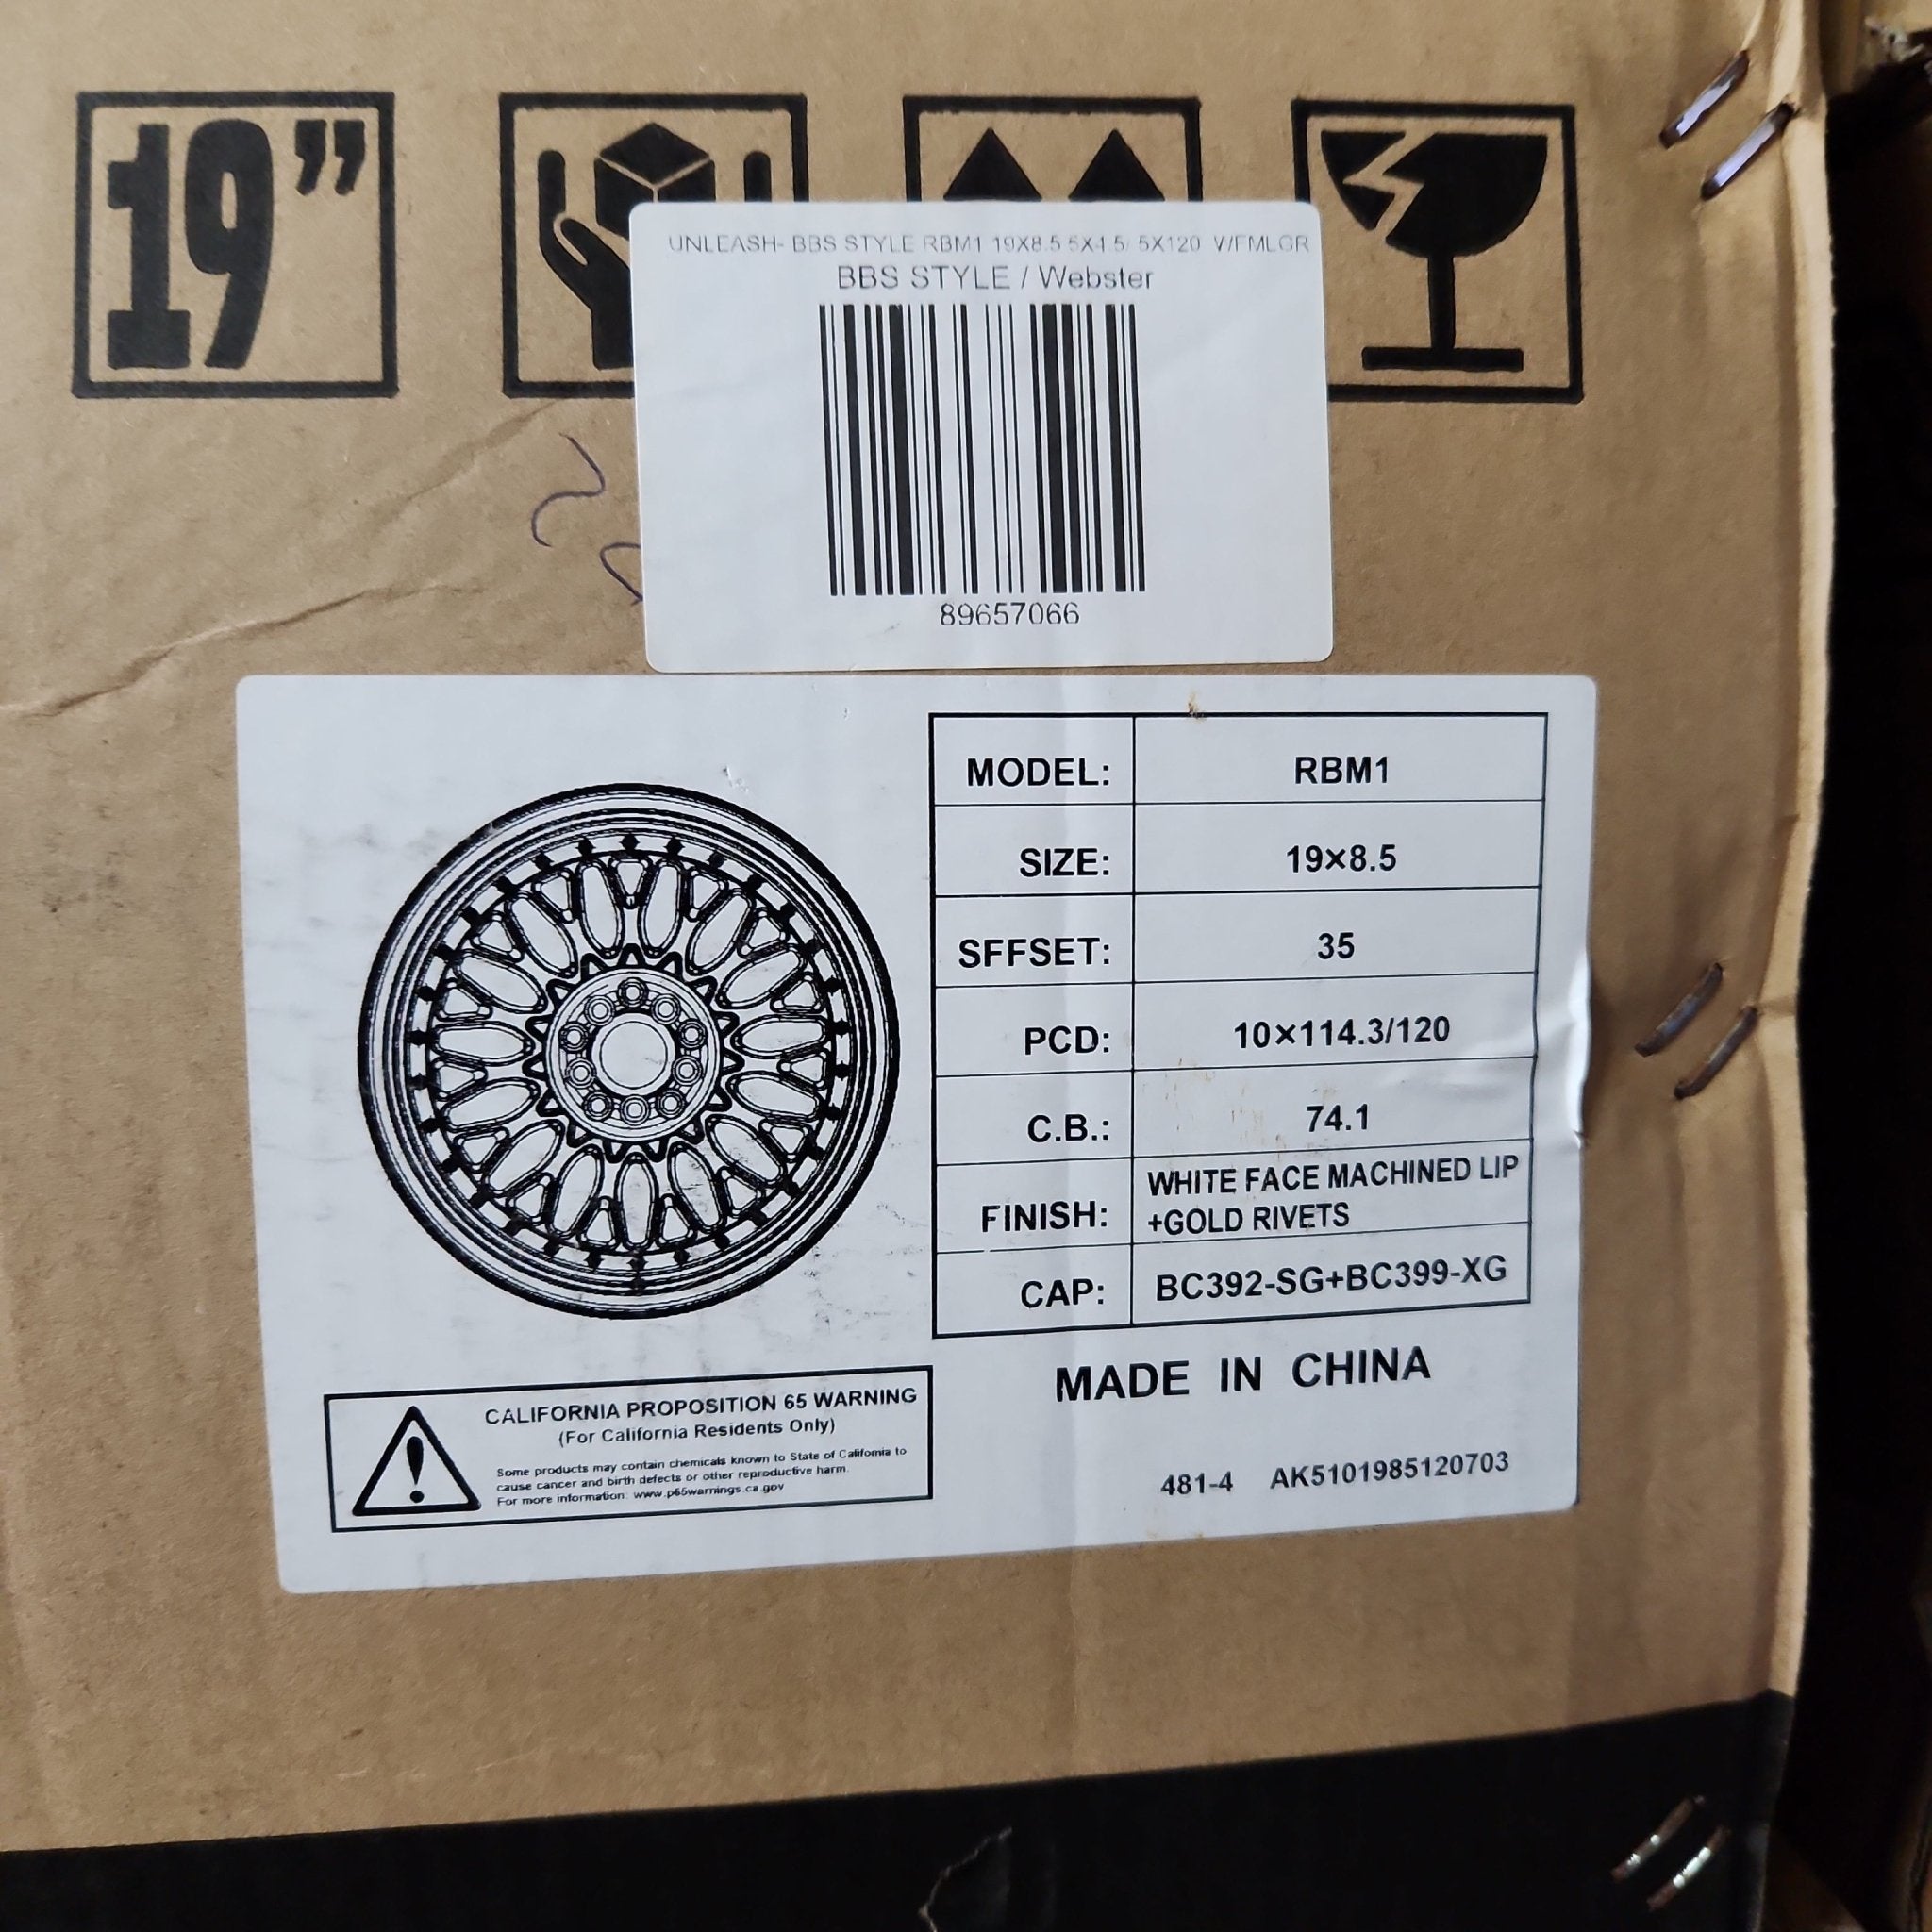 19”
UNLEASH- BBS STYLE RBM1 19X8.5 5X4.5/ 5X120
BBS STYLE / Webster
89657066
MODEL: RBM1
SIZE: 19×8.5
SFFSET: 35
PCD: 10×114.3/120
C.B.: 74.1
FINISH: WHITE FACE MACHINED LIP
+GOLD RIVETS
CAP: BC392-SG+BC399-XG
MADE IN CHINA
481-4 AK5101985120703
CALIFORNIA PROPOSITION 65 WARNING
(For California Residents Only)
Some products may contain chemicals known to State of California to
cause cancer and birth defects or other reproductive harm.
For more information: www.p65warnings.ca.gov